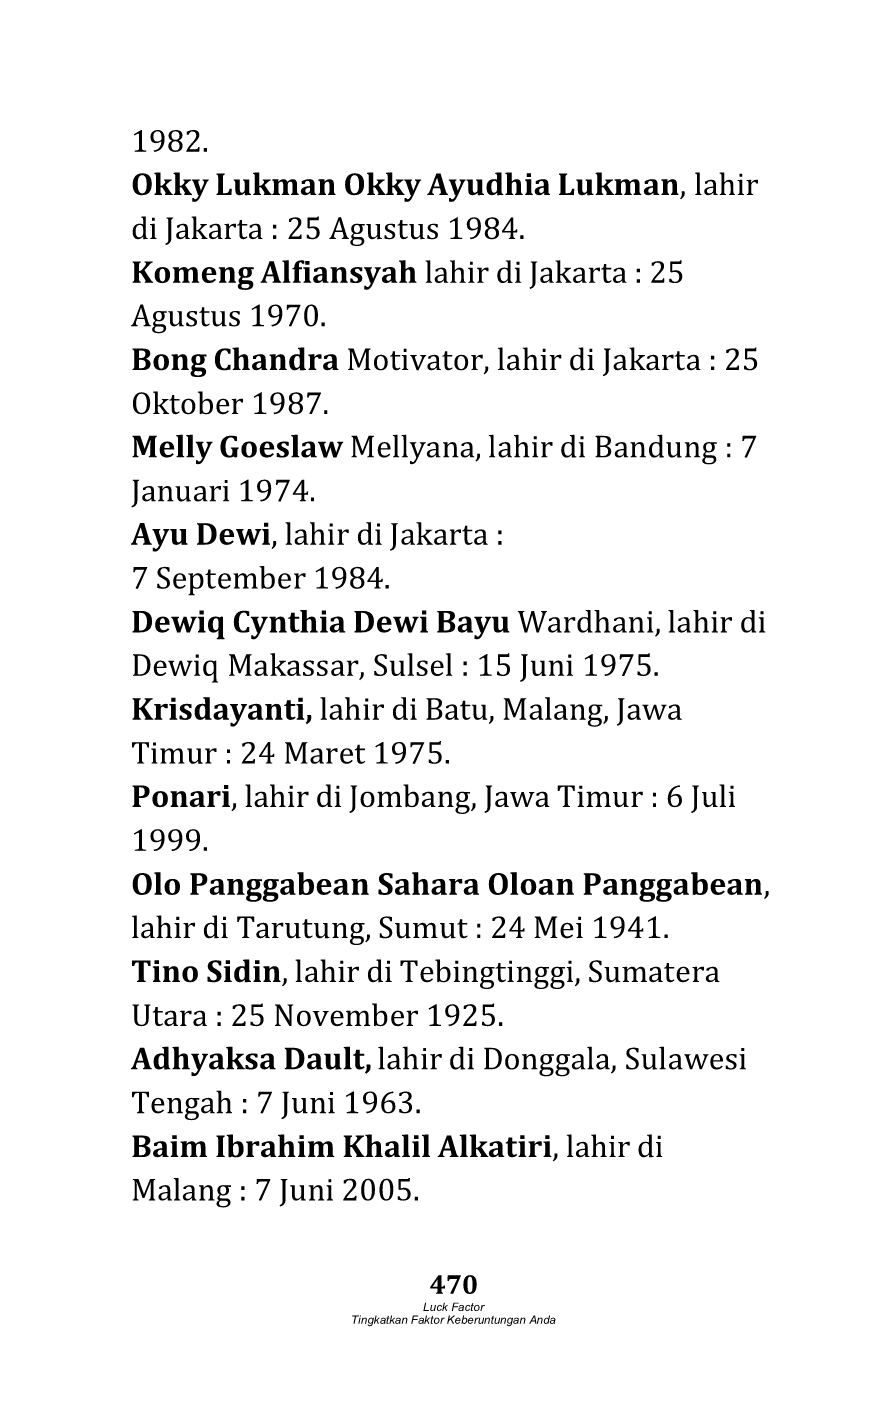 1982.
Okky Lukman Okky Ayudhia Lukman, lahir
di Jakarta : 25 Agustus 1984.
Komeng Alfiansyah lahir di Jakarta : 25
Agustus 1970.
Bong Chandra Motivator, lahir di Jakarta : 25
Oktober 1987.
Melly Goeslaw Mellyana, lahir di Bandung : 7
Januari 1974.
Ayu Dewi, lahir di Jakarta :
7 September 1984.
Dewiq Cynthia Dewi Bayu Wardhani, lahir di
Dewiq Makassar, Sulsel : 15 Juni 1975.
Krisdayanti, lahir di Batu, Malang, Jawa
Timur : 24 Maret 1975.
Ponari, lahir di Jombang, Jawa Timur : 6 Juli
1999.
Olo Panggabean Sahara Oloan Panggabean,
lahir di Tarutung, Sumut : 24 Mei 1941.
Tino Sidin, lahir di Tebingtinggi, Sumatera
Utara : 25 November 1925.
Adhyaksa Dault, lahir di Donggala, Sulawesi
Tengah : 7 Juni 1963.
Baim Ibrahim Khalil Alkatiri, lahir di
Malang : 7 Juni 2005.
470
Luck Factor
Tingkatkan Faktor Keberuntungan Anda